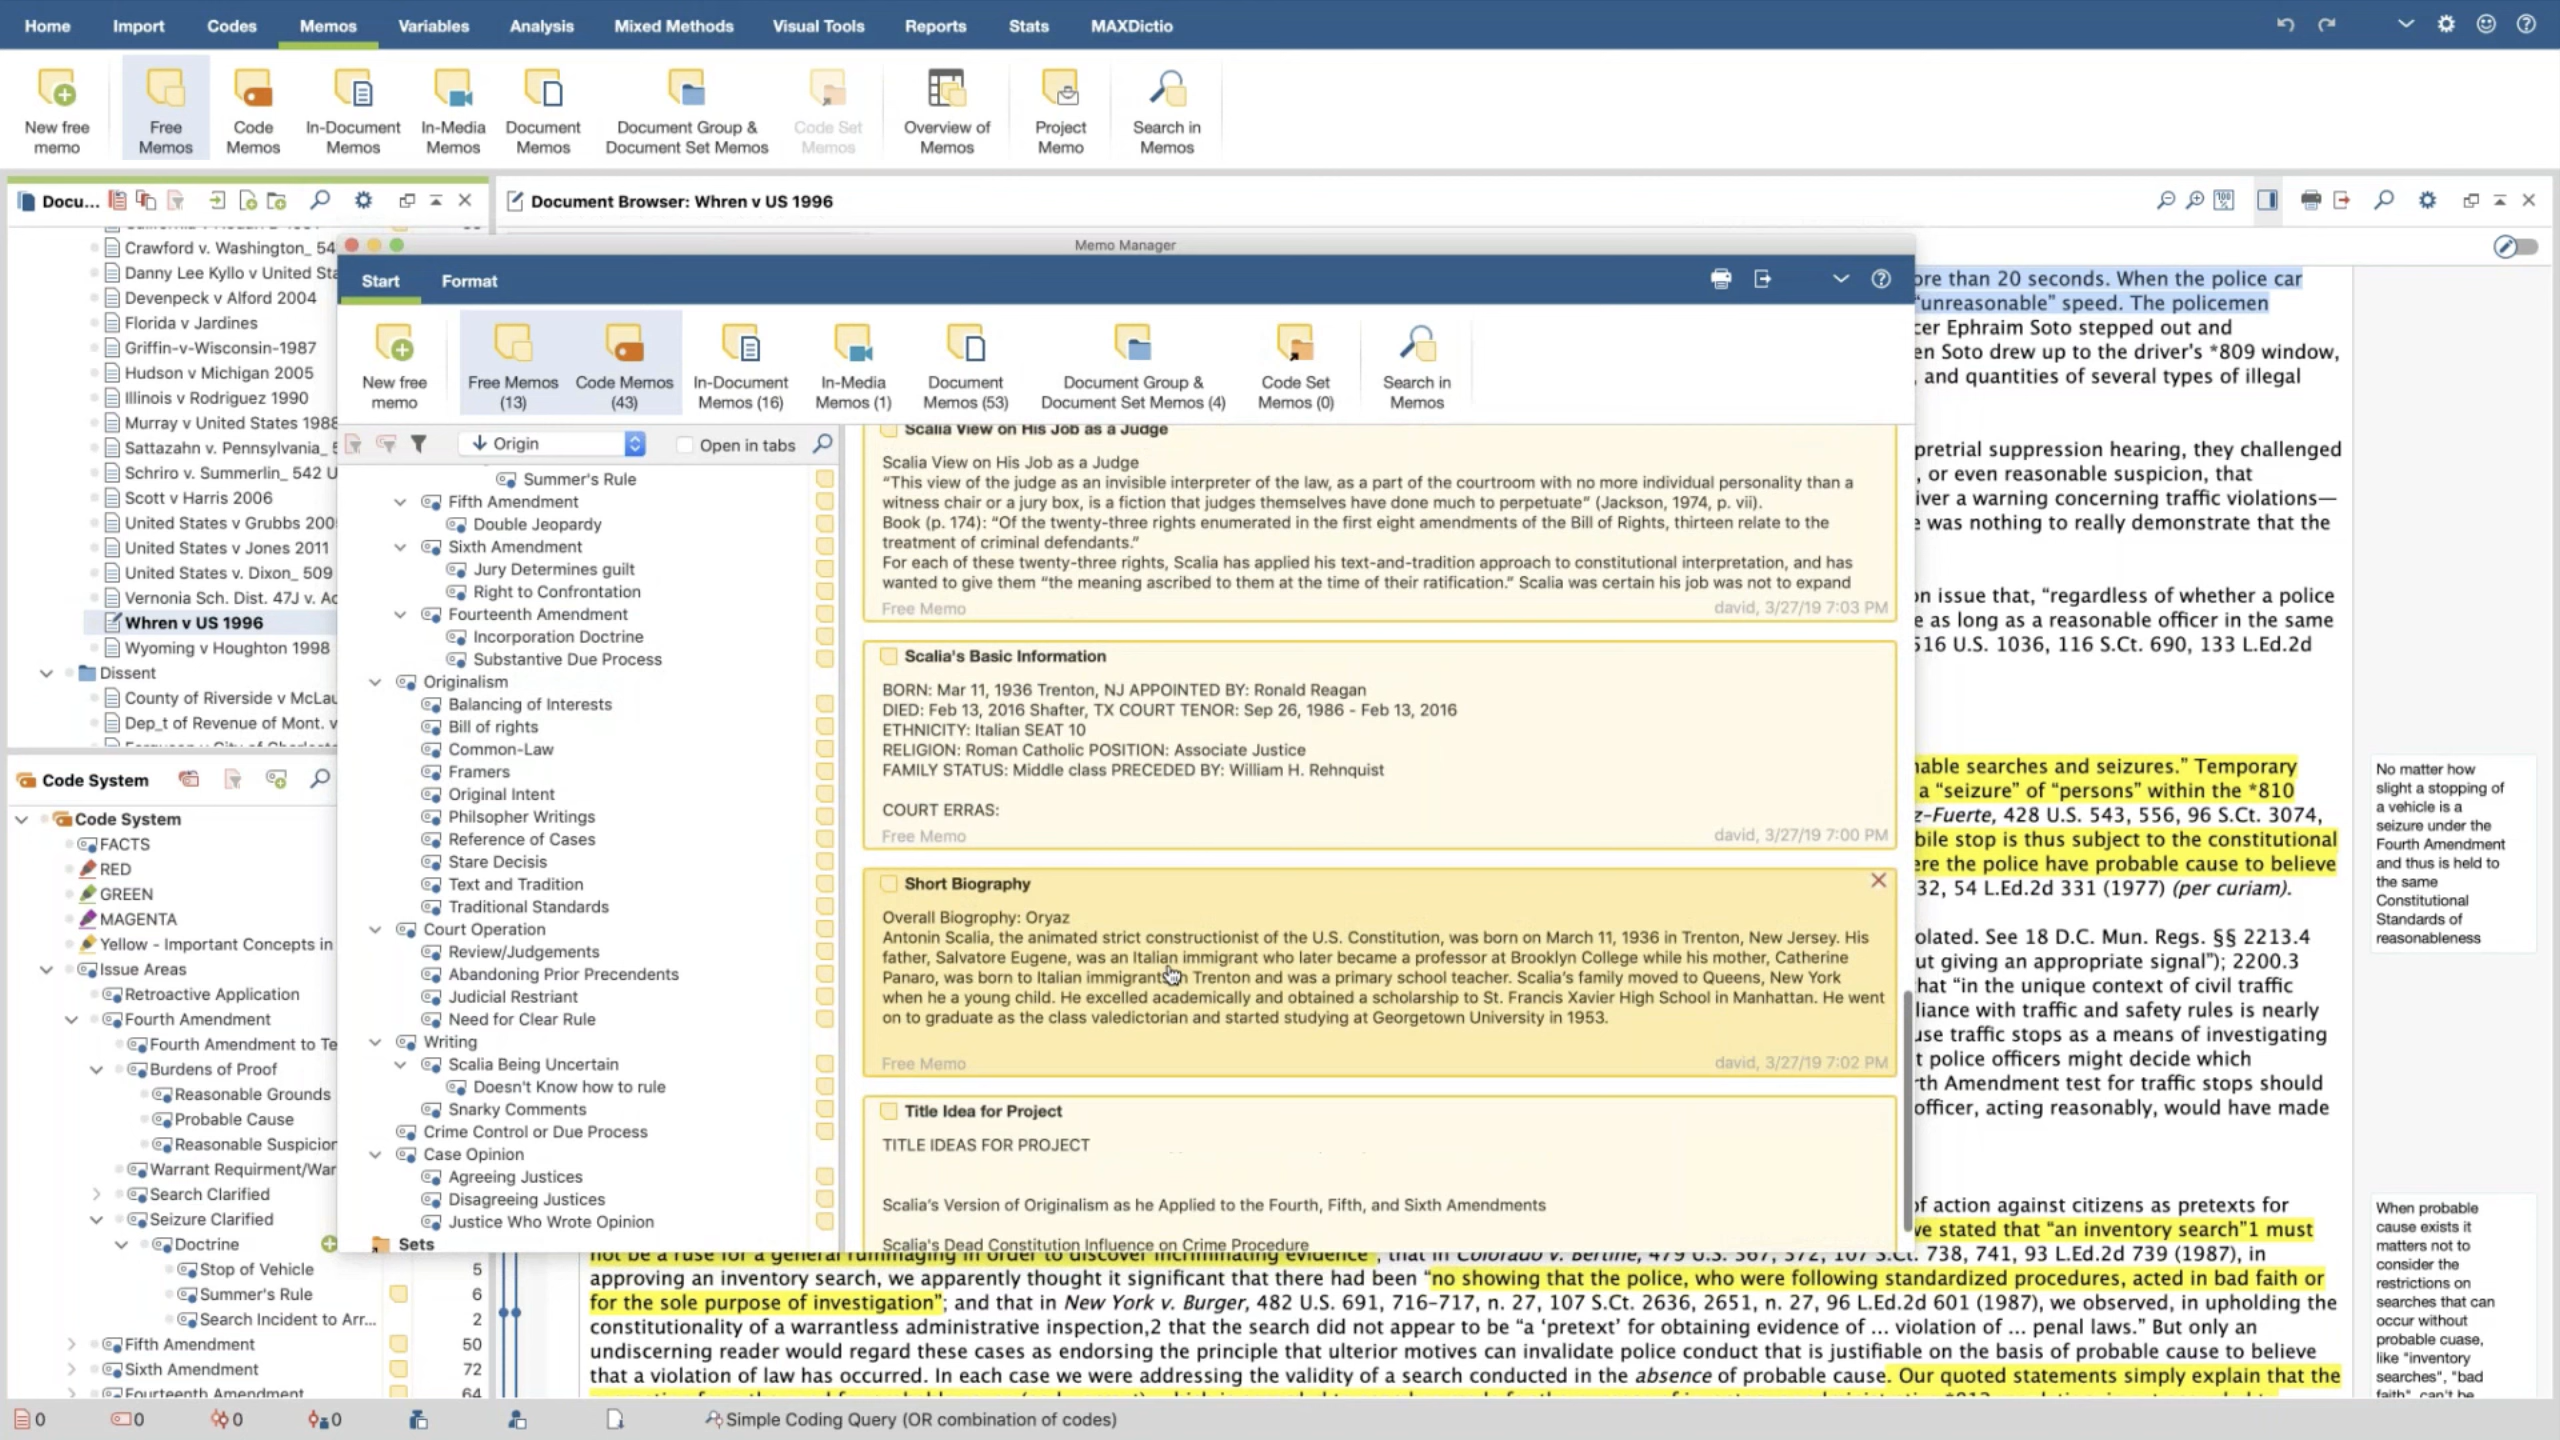 Home Import Codes Memos Variables Analysis Mixed Methods Visual Tools Reports Stats MAXDictio
New free memo
Free Memos
Code Memos
In-Document Memos
In-Media Memos
Document Memos
Document Group & Document Set Memos
Code Set Memos
Overview of Memos
Project Memo
Search in Memos
Docu...
Crawford v. Washington_ 54
Danny Lee Kyllo v United Sta
Devenpeck v Alford 2004
Florida v Jardines
Griffin-v-Wisconsin-1987
Hudson v Michigan 2005
Illinois v Rodriguez 1990
Murray v United States 1988
Sattazahn v. Pennsylvania_ 5
Schriro v. Summerlin_ 542 U
Scott v Harris 2006
United States v Grubbs 200
United States v Jones 2011
United States v. Dixon_ 509
Vernonia Sch. Dist. 47J v. Ac
Whren v US 1996
Wyoming v Houghton 1998
Dissent
County of Riverside v McLau
Dep_t of Revenue of Mont. v
Code System
Code System
FACTS
RED
GREEN
MAGENTA
Yellow - Important Concepts in
Issue Areas
Retroactive Application
Fourth Amendment
Fourth Amendment to Te
Burdens of Proof
Reasonable Grounds
Probable Cause
Reasonable Suspicion
Warrant Requirment/War
Search Clarified
Seizure Clarified
Doctrine
Stop of Vehicle 5
Summer's Rule 6
Search Incident to Arr... 2
Fifth Amendment 50
Sixth Amendment 72
Fourteenth Amendment 64
Document Browser: Whren v US 1996
Memo Manager
Start Format
New free memo
Free Memos (13)
Code Memos (43)
In-Document Memos (16)
In-Media Memos (1)
Document Memos (53)
Document Group & Document Set Memos (4)
Code Set Memos (0)
Search in Memos
Origin
Open in tabs
Summer's Rule
Fifth Amendment
Double Jeopardy
Sixth Amendment
Jury Determines guilt
Right to Confrontation
Fourteenth Amendment
Incorporation Doctrine
Substantive Due Process
Originalism
Balancing of Interests
Bill of rights
Common-Law
Framers
Original Intent
Philsopher Writings
Reference of Cases
Stare Decisis
Text and Tradition
Traditional Standards
Court Operation
Review/Judgements
Abandoning Prior Precendents
Judicial Restriant
Need for Clear Rule
Writing
Scalia Being Uncertain
Doesn't Know how to rule
Snarky Comments
Crime Control or Due Process
Case Opinion
Agreeing Justices
Disagreeing Justices
Justice Who Wrote Opinion
Sets
Scalia View on His Job as a Judge
Scalia View on His Job as a Judge
“This view of the judge as an invisible interpreter of the law, as a part of the courtroom with no more individual personality than a
witness chair or a jury box, is a fiction that judges themselves have done much to perpetuate” (Jackson, 1974, p. vii).
Book (p. 174): “Of the twenty-three rights enumerated in the first eight amendments of the Bill of Rights, thirteen relate to the
treatment of criminal defendants.”
For each of these twenty-three rights, Scalia has applied his text-and-tradition approach to constitutional interpretation, and has
wanted to give them “the meaning ascribed to them at the time of their ratification.” Scalia was certain his job was not to expand
Free Memo david, 3/27/19 7:03 PM
Scalia's Basic Information
BORN: Mar 11, 1936 Trenton, NJ APPOINTED BY: Ronald Reagan
DIED: Feb 13, 2016 Shafter, TX COURT TENOR: Sep 26, 1986 - Feb 13, 2016
ETHNICITY: Italian SEAT 10
RELIGION: Roman Catholic POSITION: Associate Justice
FAMILY STATUS: Middle class PRECEDED BY: William H. Rehnquist
COURT ERRAS:
Free Memo david, 3/27/19 7:00 PM
Short Biography
Overall Biography: Oryaz
Antonin Scalia, the animated strict constructionist of the U.S. Constitution, was born on March 11, 1936 in Trenton, New Jersey. His
father, Salvatore Eugene, was an Italian immigrant who later became a professor at Brooklyn College while his mother, Catherine
Panaro, was born to Italian immigrants in Trenton and was a primary school teacher. Scalia’s family moved to Queens, New York
when he a young child. He excelled academically and obtained a scholarship to St. Francis Xavier High School in Manhattan. He went
on to graduate as the class valedictorian and started studying at Georgetown University in 1953.
Free Memo david, 3/27/19 7:02 PM
Title Idea for Project
TITLE IDEAS FOR PROJECT
Scalia’s Version of Originalism as he Applied to the Fourth, Fifth, and Sixth Amendments
Scalia's Dead Constitution Influence on Crime Procedure
ore than 20 seconds. When the police car
“unreasonable” speed. The policemen
cer Ephraim Soto stepped out and
en Soto drew up to the driver's *809 window,
, and quantities of several types of illegal
pretrial suppression hearing, they challenged
, or even reasonable suspicion, that
iver a warning concerning traffic violations—
e was nothing to really demonstrate that the
on issue that, “regardless of whether a police
e as long as a reasonable officer in the same
516 U.S. 1036, 116 S.Ct. 690, 133 L.Ed.2d
nable searches and seizures.” Temporary
a “seizure” of “persons” within the *810
z-Fuerte, 428 U.S. 543, 556, 96 S.Ct. 3074,
bile stop is thus subject to the constitutional
ere the police have probable cause to believe
32, 54 L.Ed.2d 331 (1977) (per curiam).
olated. See 18 D.C. Mun. Regs. §§ 2213.4
ut giving an appropriate signal”); 2200.3
hat “in the unique context of civil traffic
liance with traffic and safety rules is nearly
use traffic stops as a means of investigating
t police officers might decide which
rth Amendment test for traffic stops should
officer, acting reasonably, would have made
of action against citizens as pretexts for
ve stated that “an inventory search”1 must
not be a ruse for a general rummaging in order to discover incriminating evidence”, that in Colorado v. Bertine, 479 U.S. 367, 372, 107 S.Ct. 738, 741, 93 L.Ed.2d 739 (1987), in
approving an inventory search, we apparently thought it significant that there had been “no showing that the police, who were following standardized procedures, acted in bad faith or
for the sole purpose of investigation”; and that in New York v. Burger, 482 U.S. 691, 716–717, n. 27, 107 S.Ct. 2636, 2651, n. 27, 96 L.Ed.2d 601 (1987), we observed, in upholding the
constitutionality of a warrantless administrative inspection,2 that the search did not appear to be “a ‘pretext’ for obtaining evidence of ... violation of ... penal laws.” But only an
undiscerning reader would regard these cases as endorsing the principle that ulterior motives can invalidate police conduct that is justifiable on the basis of probable cause to believe
that a violation of law has occurred. In each case we were addressing the validity of a search conducted in the absence of probable cause. Our quoted statements simply explain that the
No matter how
slight a stopping of
a vehicle is a
seizure under the
Fourth Amendment
and thus is held to
the same
Constitutional
Standards of
reasonableness
When probable
cause exists it
matters not to
consider the
restrictions on
searches that can
occur without
probable cuase,
like "inventory
searches", "bad
faith", can't be
0 0 0 0 Simple Coding Query (OR combination of codes)